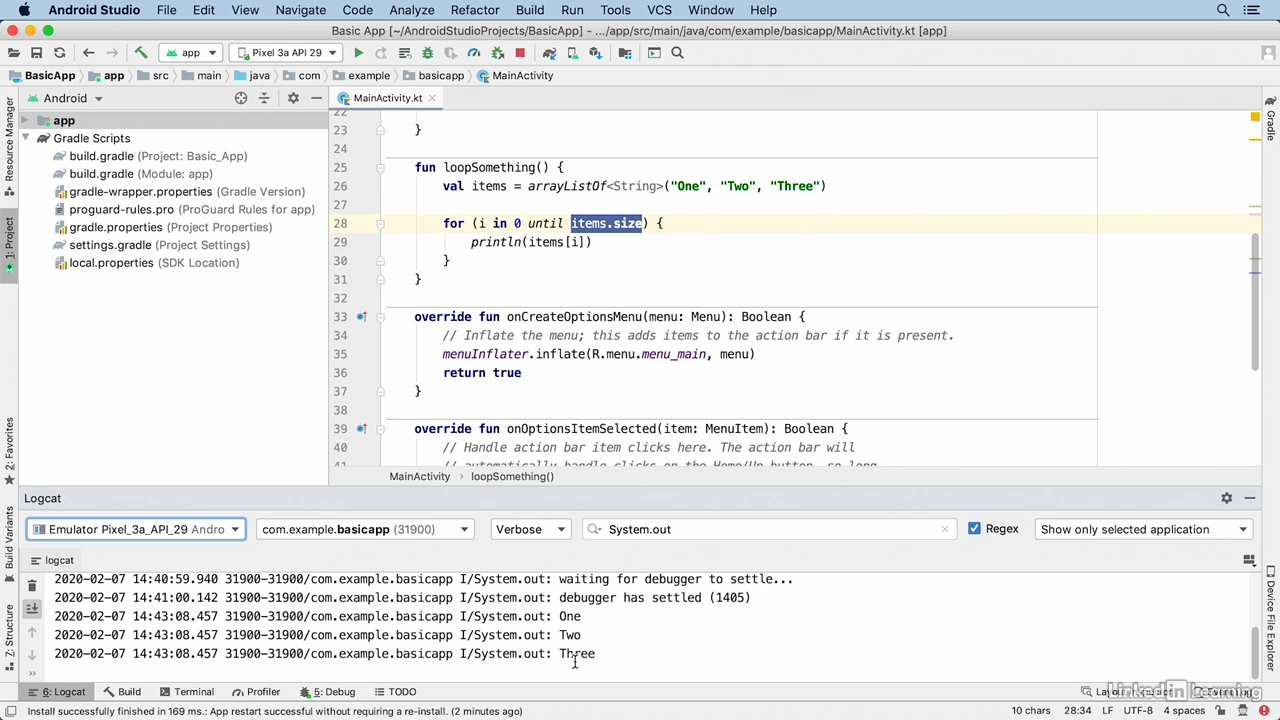 Android Studio File Edit View Navigate Code Analyze Refactor Build Run Tools VCS Window Help
Basic App [~/AndroidStudioProjects/BasicApp] - .../app/src/main/java/com/example/basicapp/MainActivity.kt [app]
app Pixel 3a API 29
BasicApp app src main java com example basicapp MainActivity
Android
MainActivity.kt
Resource Manager
1: Project
2: Favorites
Build Variants
7: Structure
Gradle
Device File Explorer
app
Gradle Scripts
build.gradle (Project: Basic_App)
build.gradle (Module: app)
gradle-wrapper.properties (Gradle Version)
proguard-rules.pro (ProGuard Rules for app)
gradle.properties (Project Properties)
settings.gradle (Project Settings)
local.properties (SDK Location)
22
23 }
24
25 fun loopSomething() {
26 val items = arrayListOf<String>("One", "Two", "Three")
27
28 for (i in 0 until items.size) {
29 println(items[i])
30 }
31 }
32
33 override fun onCreateOptionsMenu(menu: Menu): Boolean {
34 // Inflate the menu; this adds items to the action bar if it is present.
35 menuInflater.inflate(R.menu.menu_main, menu)
36 return true
37 }
38
39 override fun onOptionsItemSelected(item: MenuItem): Boolean {
40 // Handle action bar item clicks here. The action bar will
41 // automatically handle clicks on the Home/Up button, so long
MainActivity loopSomething()
Logcat
Emulator Pixel_3a_API_29 Andro com.example.basicapp (31900) Verbose System.out Regex Show only selected application
logcat
2020-02-07 14:40:59.940 31900-31900/com.example.basicapp I/System.out: waiting for debugger to settle...
2020-02-07 14:41:00.142 31900-31900/com.example.basicapp I/System.out: debugger has settled (1405)
2020-02-07 14:43:08.457 31900-31900/com.example.basicapp I/System.out: One
2020-02-07 14:43:08.457 31900-31900/com.example.basicapp I/System.out: Two
2020-02-07 14:43:08.457 31900-31900/com.example.basicapp I/System.out: Three
6: Logcat Build Terminal Profiler 5: Debug TODO
LinkedIn Learning
Install successfully finished in 169 ms.: App restart successful without requiring a re-install. (2 minutes ago) 10 chars 28:34 LF UTF-8 4 spaces